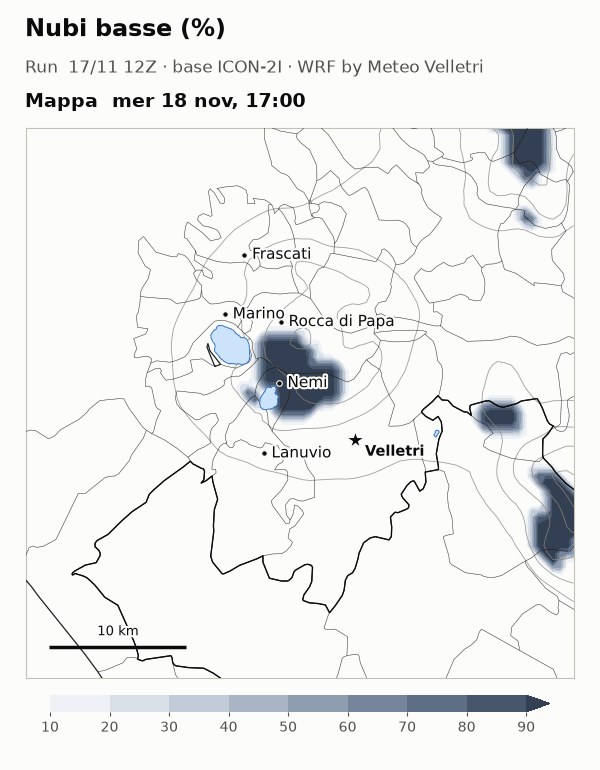 Nubi basse (%)
Run  17/11 12Z · base ICON-2I · WRF by Meteo Velletri
Mappa  mer 18 nov, 17:00
Frascati
Marino
Rocca di Papa
Nemi
Velletri
Lanuvio
10 km
10 20 30 40 50 60 70 80 90